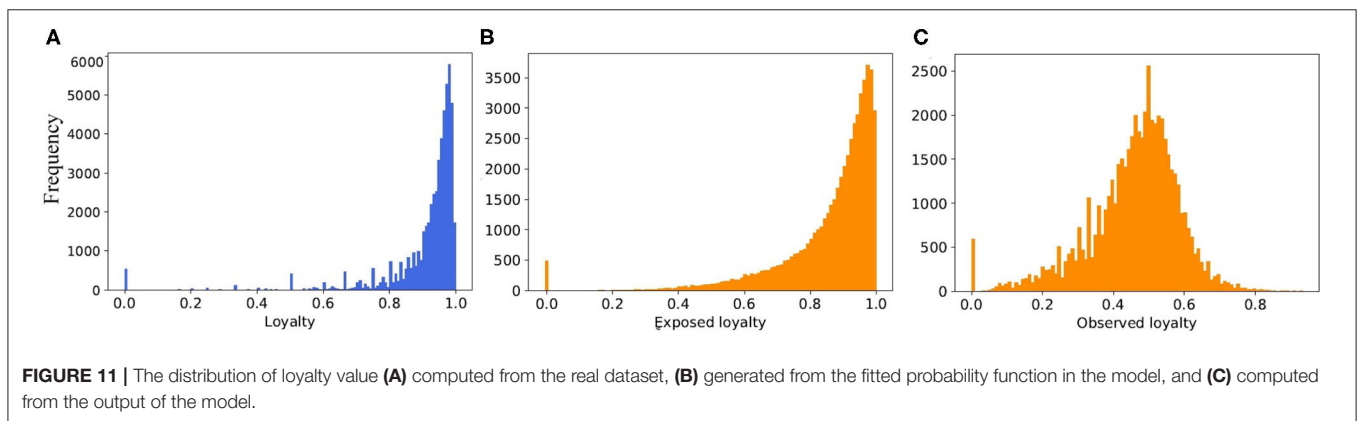 A
6000
5000
4000
3000
2000
1000
0
Frequency
0.0 0.2 0.4 0.6 0.8 1.0
Loyalty
B
3500
3000
2500
2000
1500
1000
500
0
0.0 0.2 0.4 0.6 0.8 1.0
Exposed loyalty
C
2500
2000
1500
1000
500
0
0.0 0.2 0.4 0.6 0.8
Observed loyalty
FIGURE 11 | The distribution of loyalty value (A) computed from the real dataset, (B) generated from the fitted probability function in the model, and (C) computed
from the output of the model.